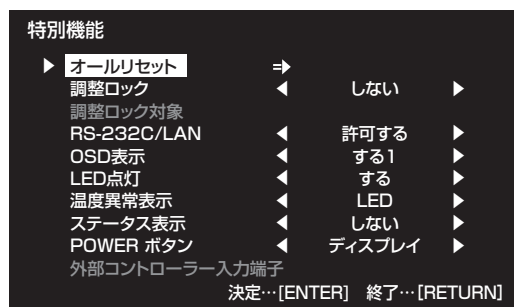 特別機能
▶ オールリセット ⇒
調整ロック ◀ しない ▶
調整ロック対象
RS-232C/LAN ◀ 許可する ▶
OSD表示 ◀ する1 ▶
LED点灯 ◀ する ▶
温度異常表示 ◀ LED ▶
ステータス表示 ◀ しない ▶
POWER ボタン ◀ ディスプレイ ▶
外部コントローラー入力端子
決定…[ENTER] 終了…[RETURN]